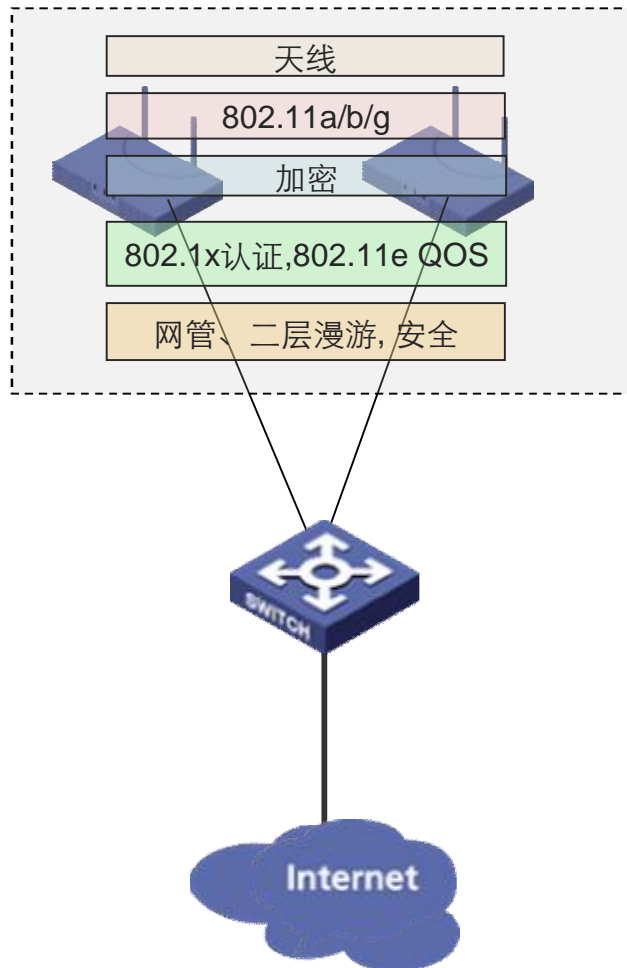 天线
802.11a/b/g
加密
802.1x认证,802.11e QOS
网管、二层漫游, 安全
SWITCH
Internet